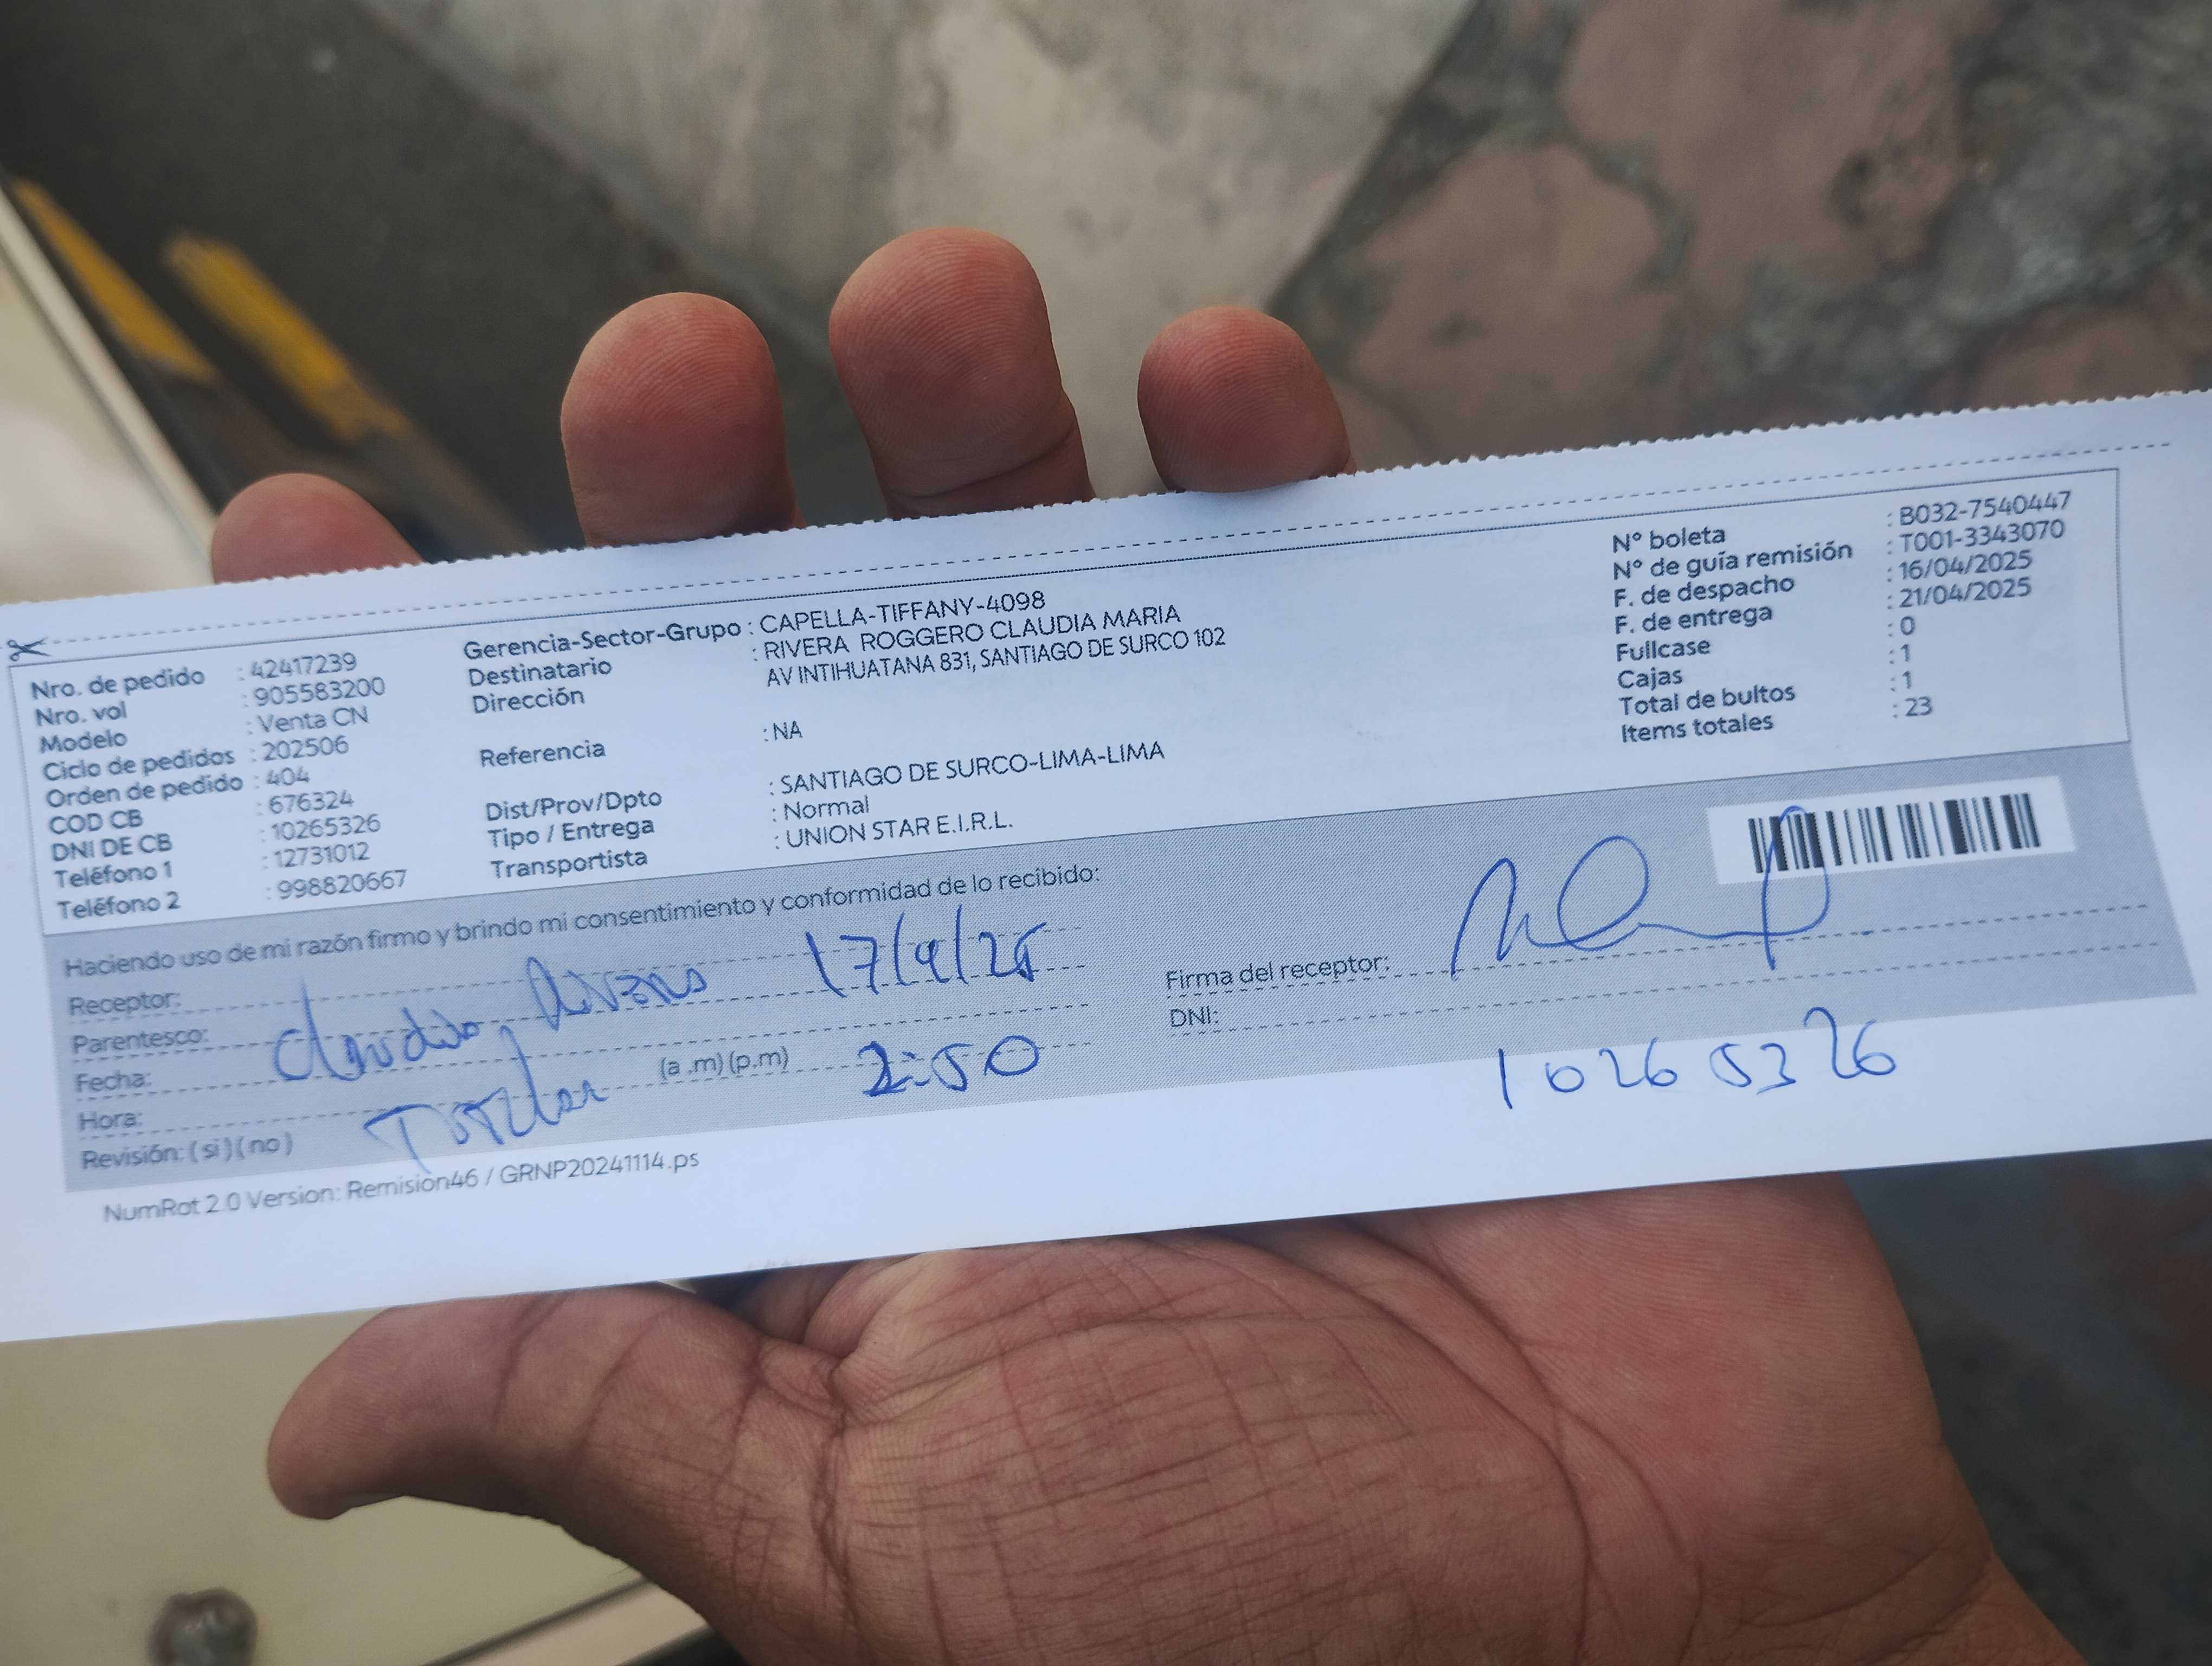 Nro. de pedido : 42417239
Nro. vol : 905583200
Modelo : Venta CN
Ciclo de pedidos : 202506
Orden de pedido : 404
COD CB : 676324
DNI DE CB : 10265326
Teléfono 1 : 12731012
Teléfono 2 : 998820667
Gerencia-Sector-Grupo : CAPELLA-TIFFANY-4098
Destinatario : RIVERA ROGGERO CLAUDIA MARIA
Dirección AV INTIHUATANA 831, SANTIAGO DE SURCO 102
Referencia : NA
Dist/Prov/Dpto : SANTIAGO DE SURCO-LIMA-LIMA
Tipo / Entrega : Normal
Transportista : UNION STAR E.I.R.L.
N° boleta : B032-7540447
N° de guía remisión : T001-3343070
F. de despacho : 16/04/2025
F. de entrega : 21/04/2025
Fullcase : 0
Cajas : 1
Total de bultos : 1
Items totales : 23
Haciendo uso de mi razón firmo y brindo mi consentimiento y conformidad de lo recibido:
Receptor:
Parentesco: Claudia Rivera 17/4/25
Fecha:
Hora: (a .m) (p.m) 2:50
Revisión: ( si ) ( no )
Firma del receptor:
DNI:
10265326
NumRot 2.0 Version: Remision46 / GRNP20241114.ps